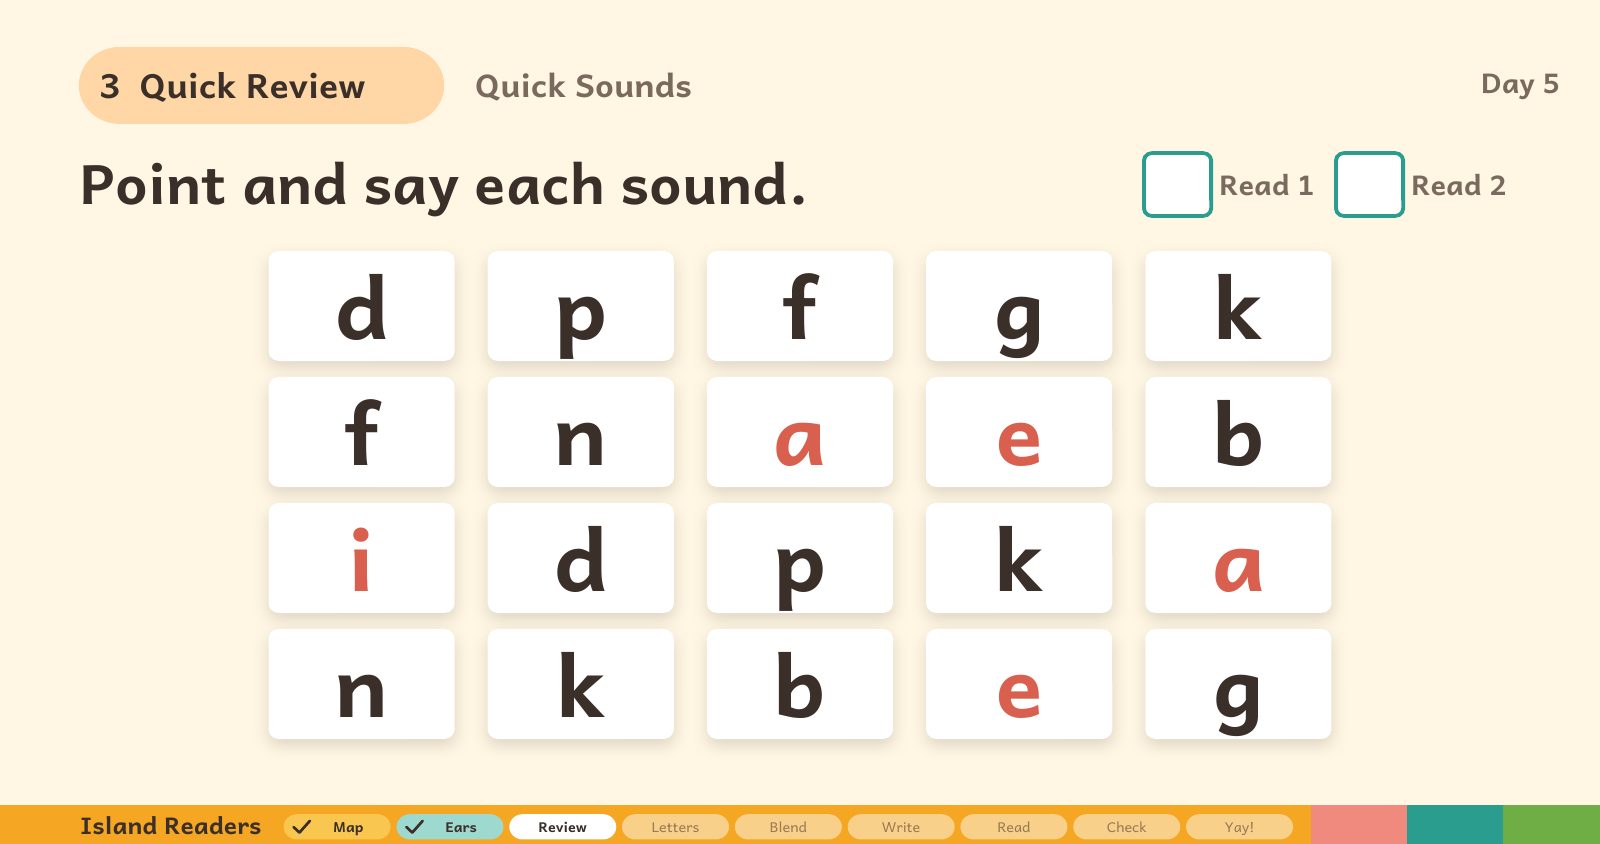 3 Quick Review
Quick Sounds
Day 5
Point and say each sound.
Read 1
Read 2
d p f g k
f n a e b
i d p k a
n k b e g
Island Readers
Map
Ears
Review
Letters
Blend
Write
Read
Check
Yay!